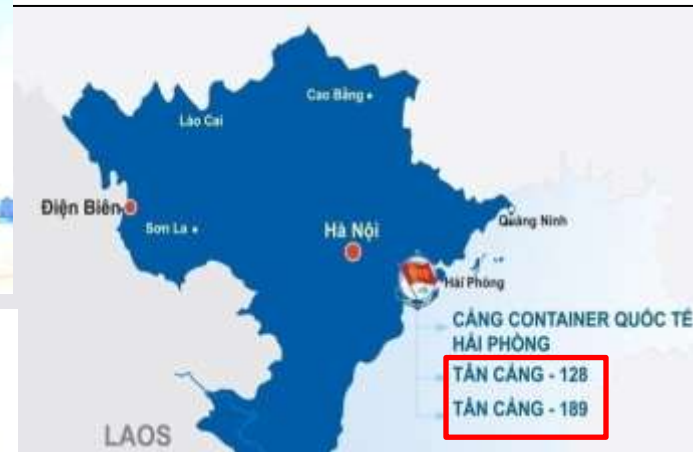 Cao Bằng
Lào Cai
Điện Biên
Sơn La
Hà Nội
Quảng Ninh
Hải Phòng
CẢNG CONTAINER QUỐC TẾ
HẢI PHÒNG
TÂN CẢNG - 128
TÂN CẢNG - 189
LAOS